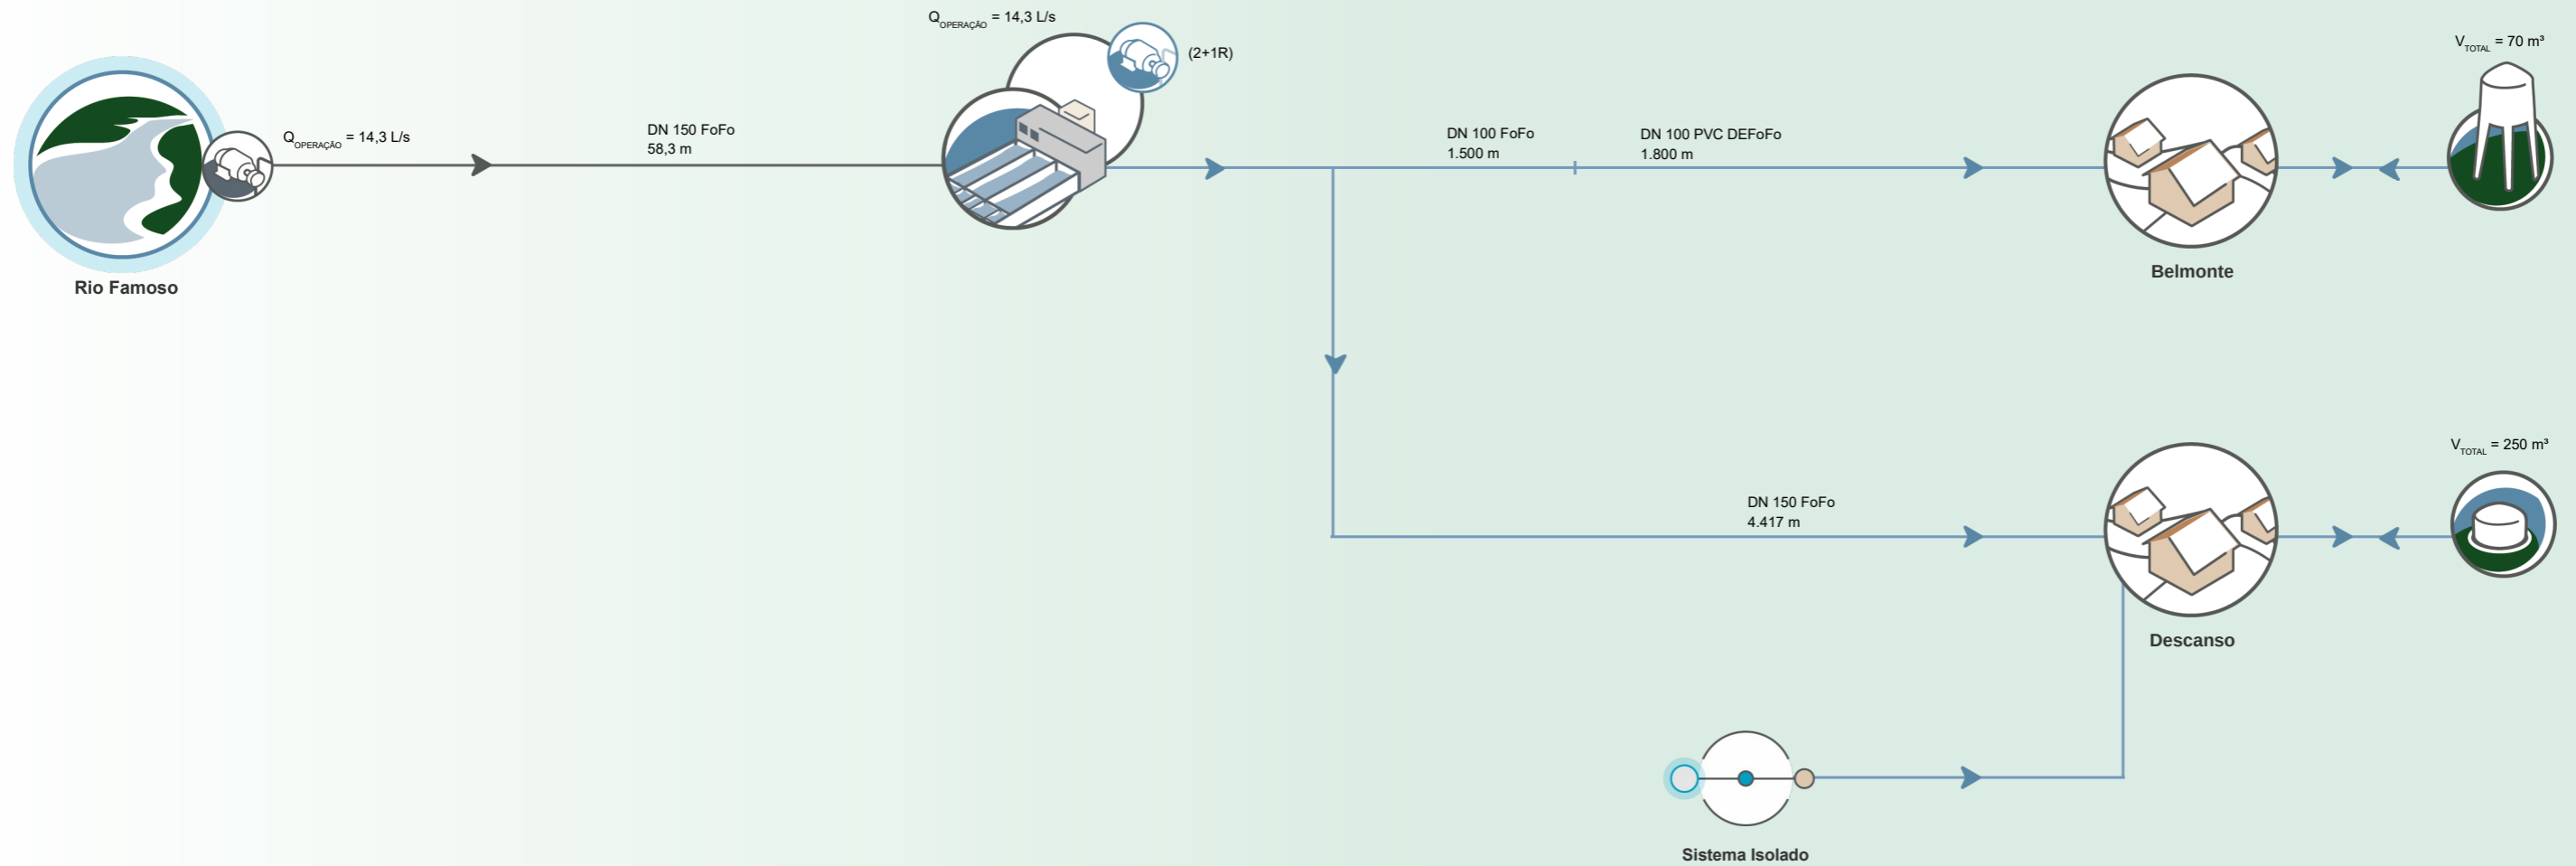 Q OPERAÇÃO = 14,3 L/s
(2+1R)
V TOTAL = 70 m³
Q OPERAÇÃO = 14,3 L/s
DN 150 FoFo
58,3 m
DN 100 FoFo
1.500 m
DN 100 PVC DEFoFo
1.800 m
Rio Famoso
Belmonte
V TOTAL = 250 m³
DN 150 FoFo
4.417 m
Descanso
Sistema Isolado